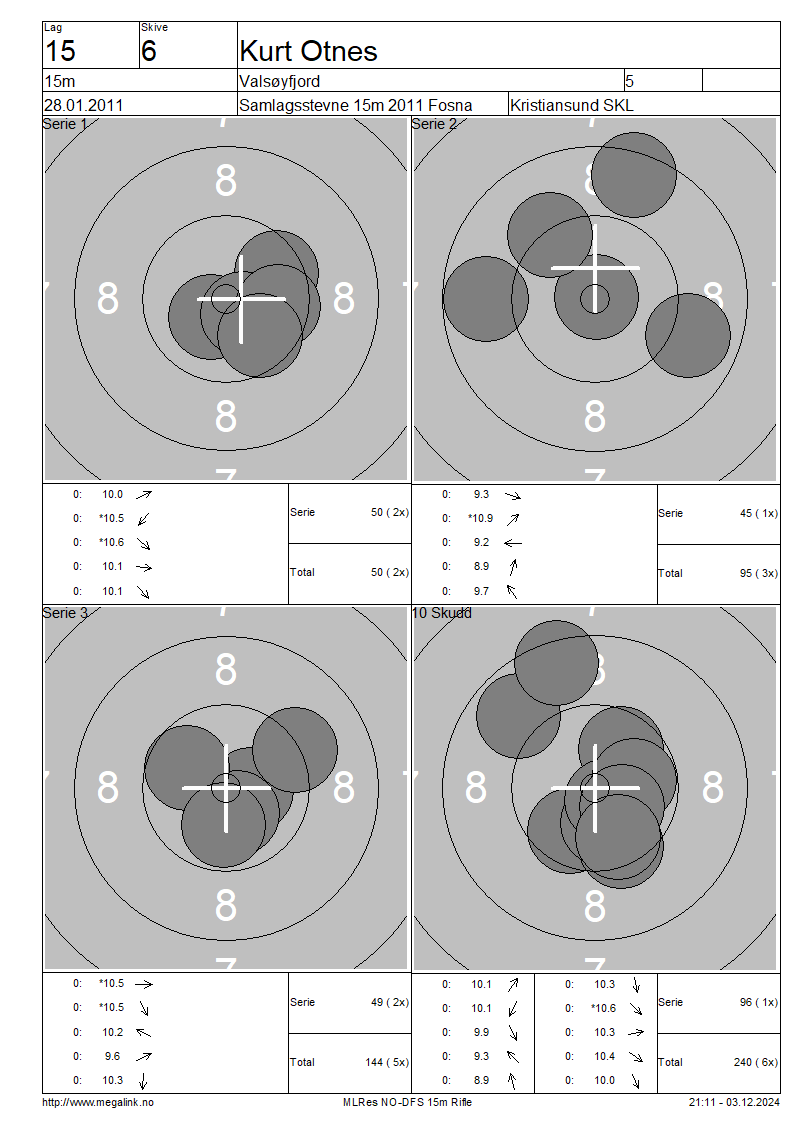 Lag Skive
15 6 Kurt Otnes
15m Valsøyfjord 5
28.01.2011 Samlagsstevne 15m 2011 Fosna Kristiansund SKL
Serie 1 Serie 2
7 7
8 8
7 8 8 7 8
8 8
7 7
0: 10.0 0: 9.3
0: *10.5 Serie 50 ( 2x) 0: *10.9 Serie 45 ( 1x)
0: *10.6 0: 9.2
0: 10.1 Total 50 ( 2x) 0: 8.9 Total 95 ( 3x)
0: 10.1 0: 9.7
Serie 3 10 Skudd
7 7
8 8
7 8 8 7 8 8 7
8 8
7 7
0: *10.5 0: 10.1 0: 10.3
0: *10.5 Serie 49 ( 2x) 0: 10.1 0: *10.6 Serie 96 ( 1x)
0: 10.2 0: 9.9 0: 10.3
0: 9.6 Total 144 ( 5x) 0: 9.3 0: 10.4 Total 240 ( 6x)
0: 10.3 0: 8.9 0: 10.0
http://www.megalink.no MLRes NO-DFS 15m Rifle 21:11 - 03.12.2024